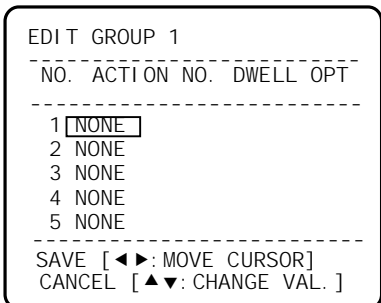 EDIT GROUP 1
---------------------------
NO. ACTION NO. DWELL OPT
---------------------------
1 NONE
2 NONE
3 NONE
4 NONE
5 NONE
---------------------------
SAVE [◄ ►:MOVE CURSOR]
CANCEL [▲ ▼:CHANGE VAL.]